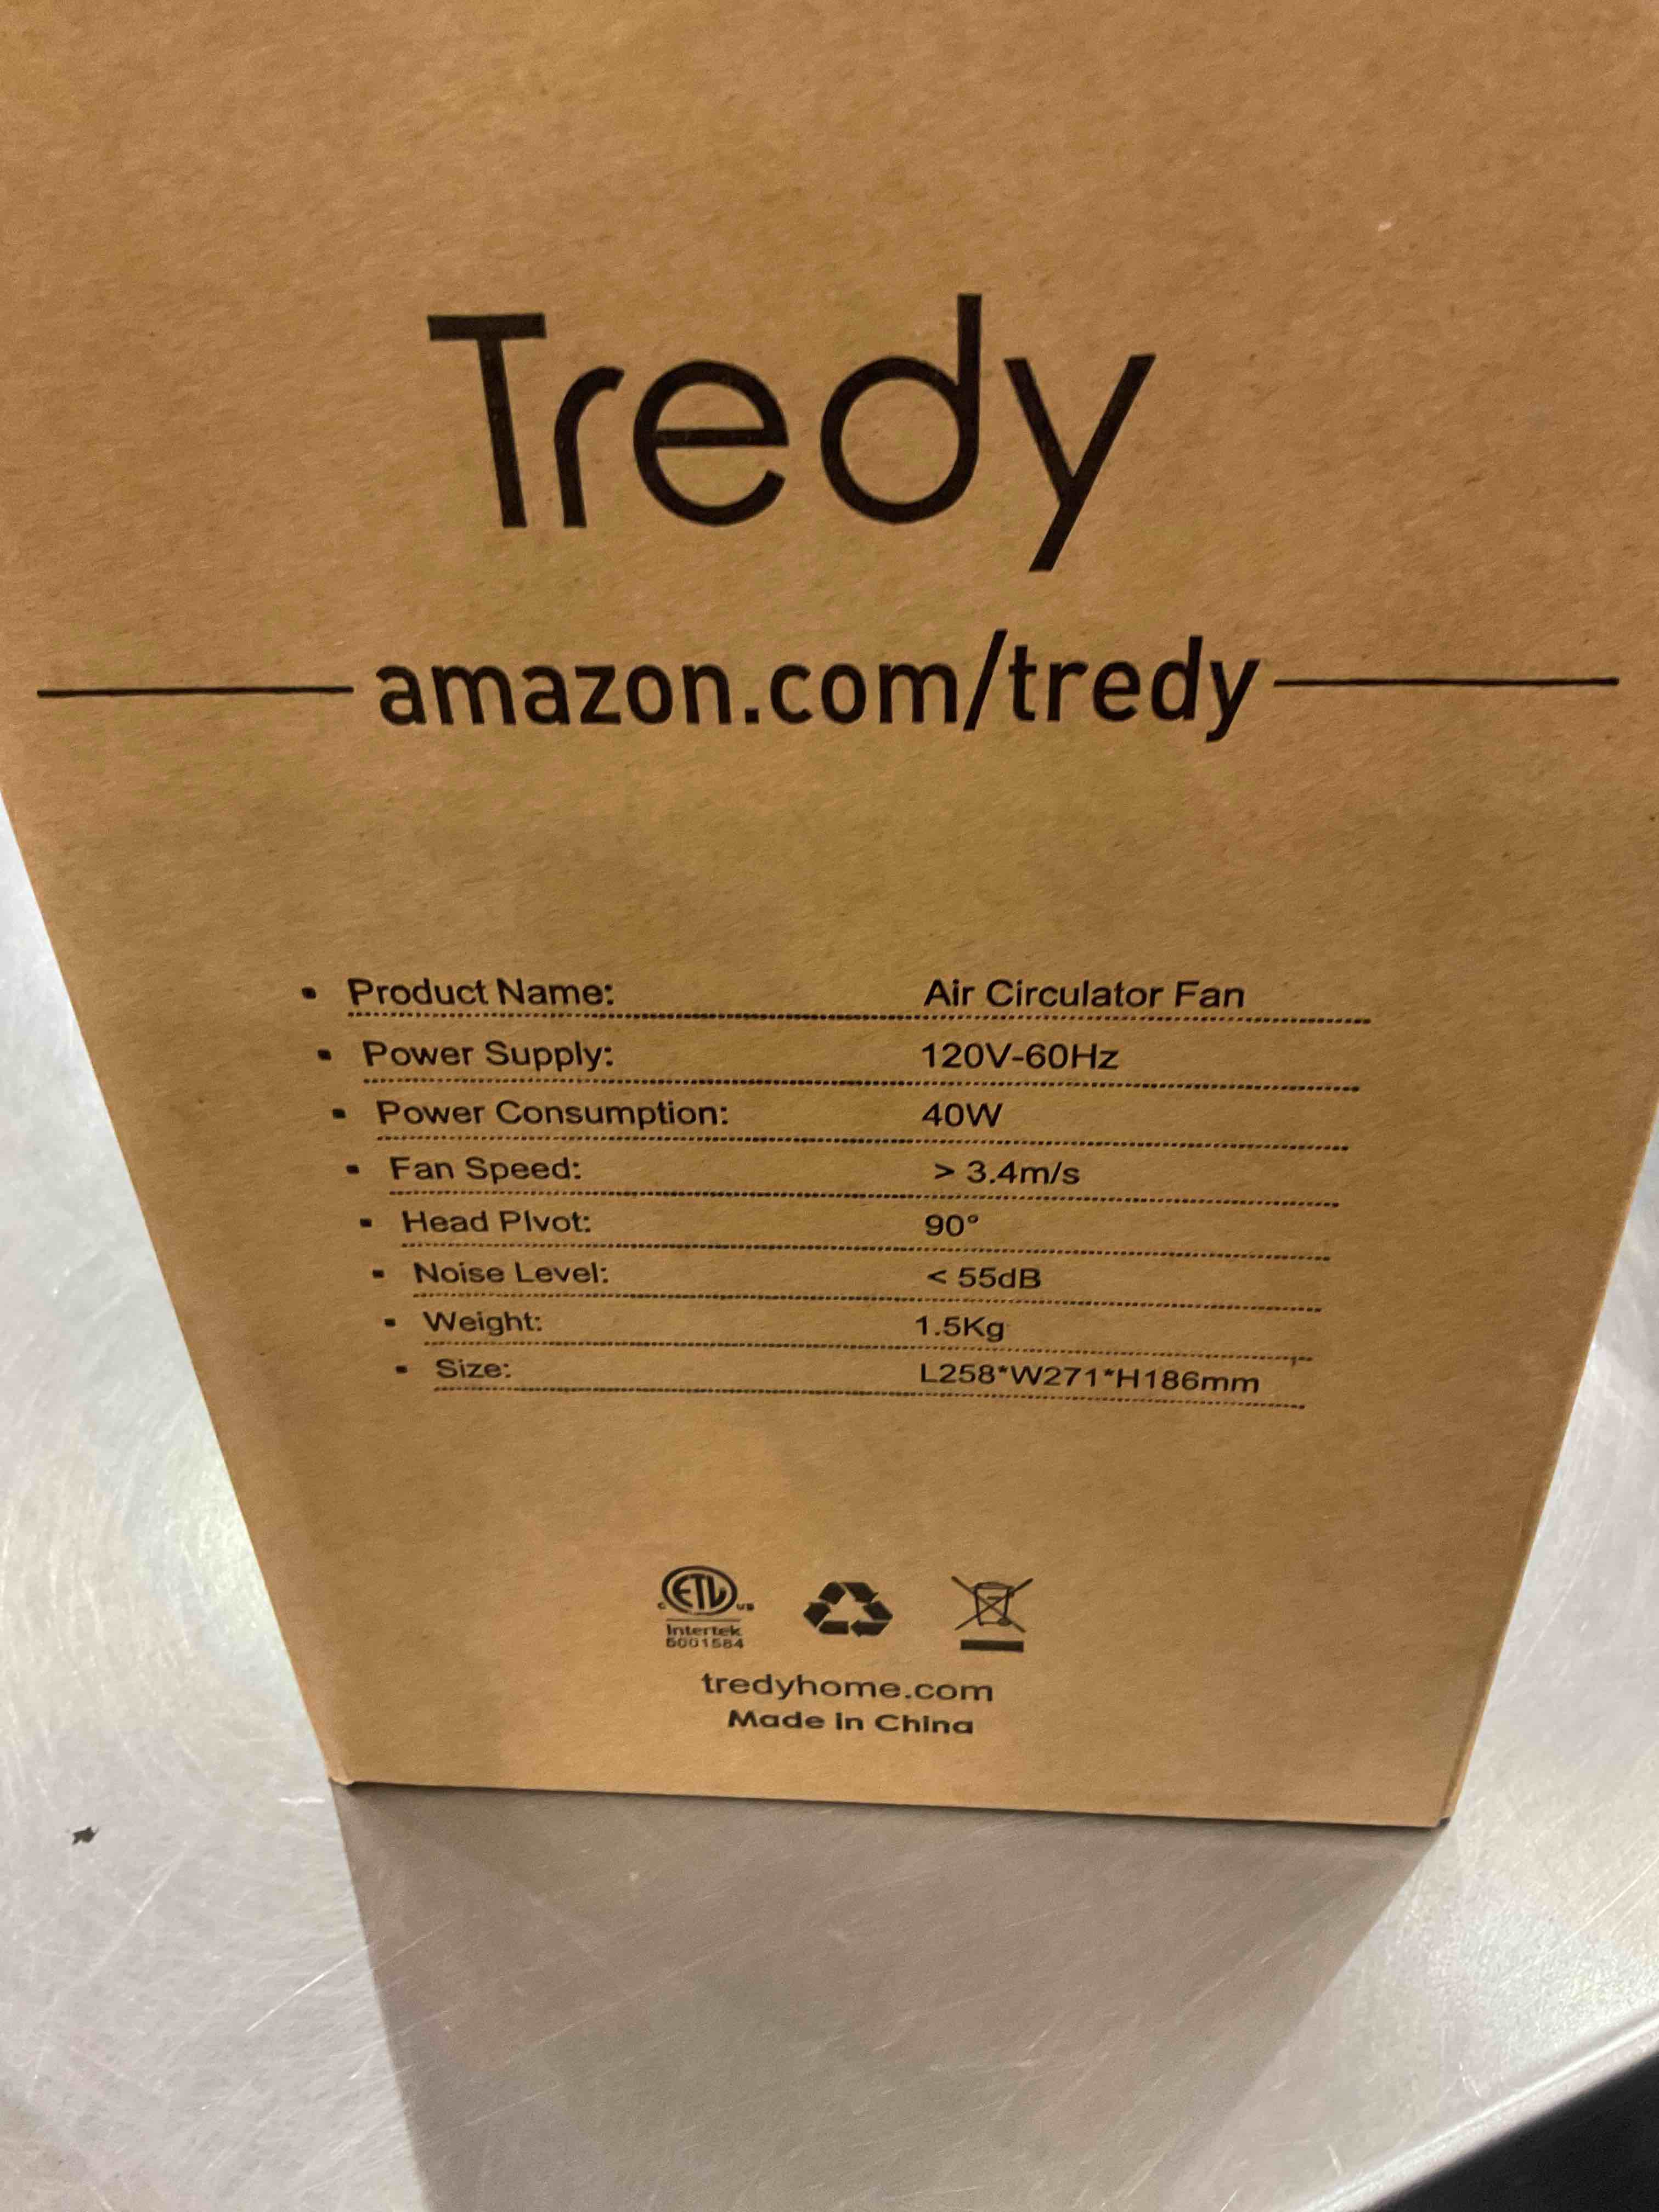 Tredy
amazon.com/tredy
• Product Name: Air Circulator Fan
• Power Supply: 120V-60Hz
• Power Consumption: 40W
• Fan Speed: > 3.4m/s
• Head Pivot: 90°
• Noise Level: < 55dB
• Weight: 1.5Kg
• Size: L258*W271*H186mm
c ETL us
Intertek
5001584
tredyhome.com
Made in China